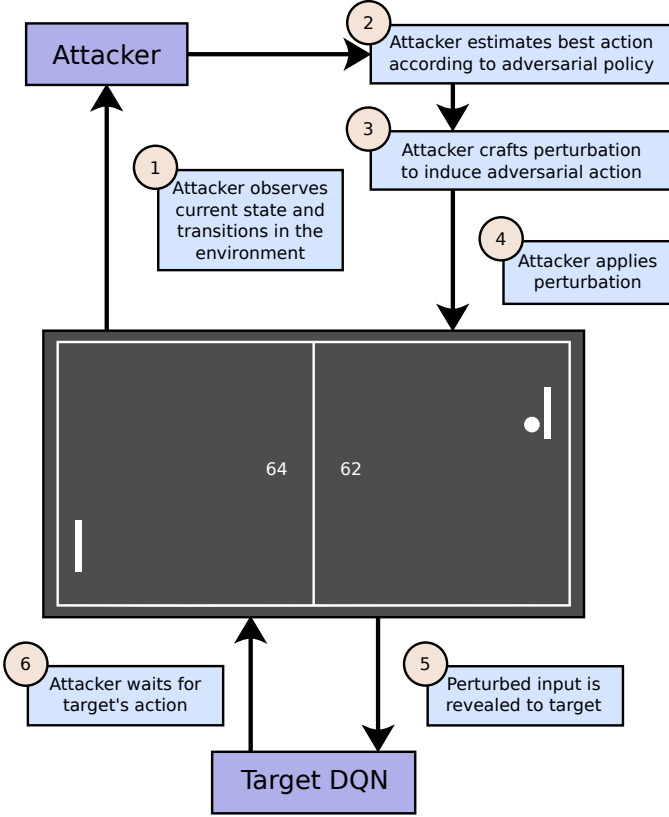 Attacker
2
Attacker estimates best action
according to adversarial policy
3
Attacker crafts perturbation
to induce adversarial action
1
Attacker observes
current state and
transitions in the
environment
4
Attacker applies
perturbation
64
62
6
Attacker waits for
target's action
5
Perturbed input is
revealed to target
Target DQN